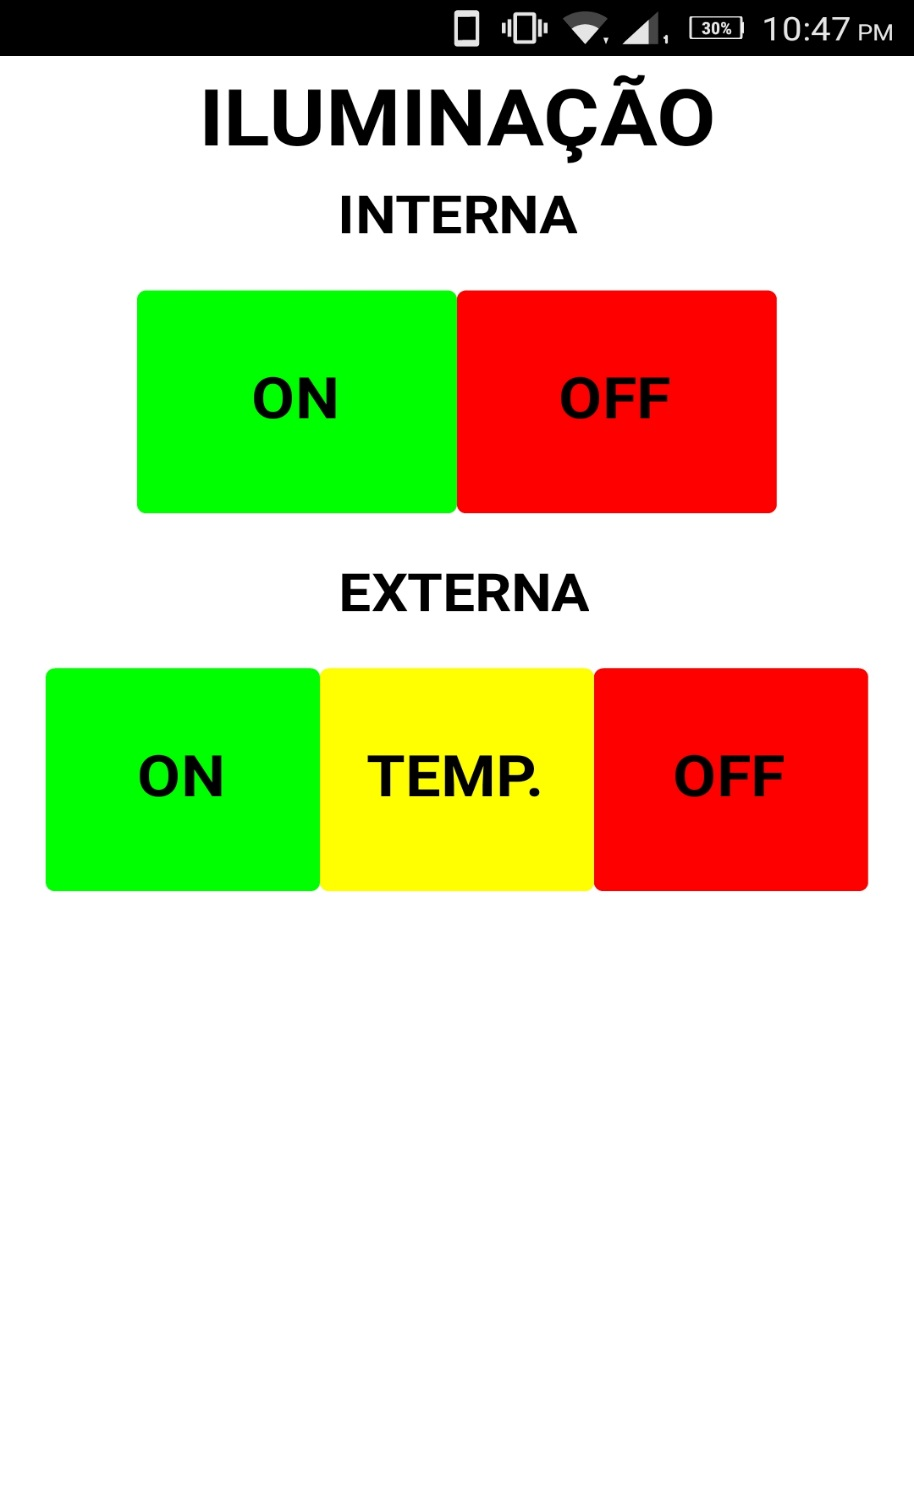 30% 10:47 PM
ILUMINAÇÃO
INTERNA
ON OFF
EXTERNA
ON TEMP. OFF